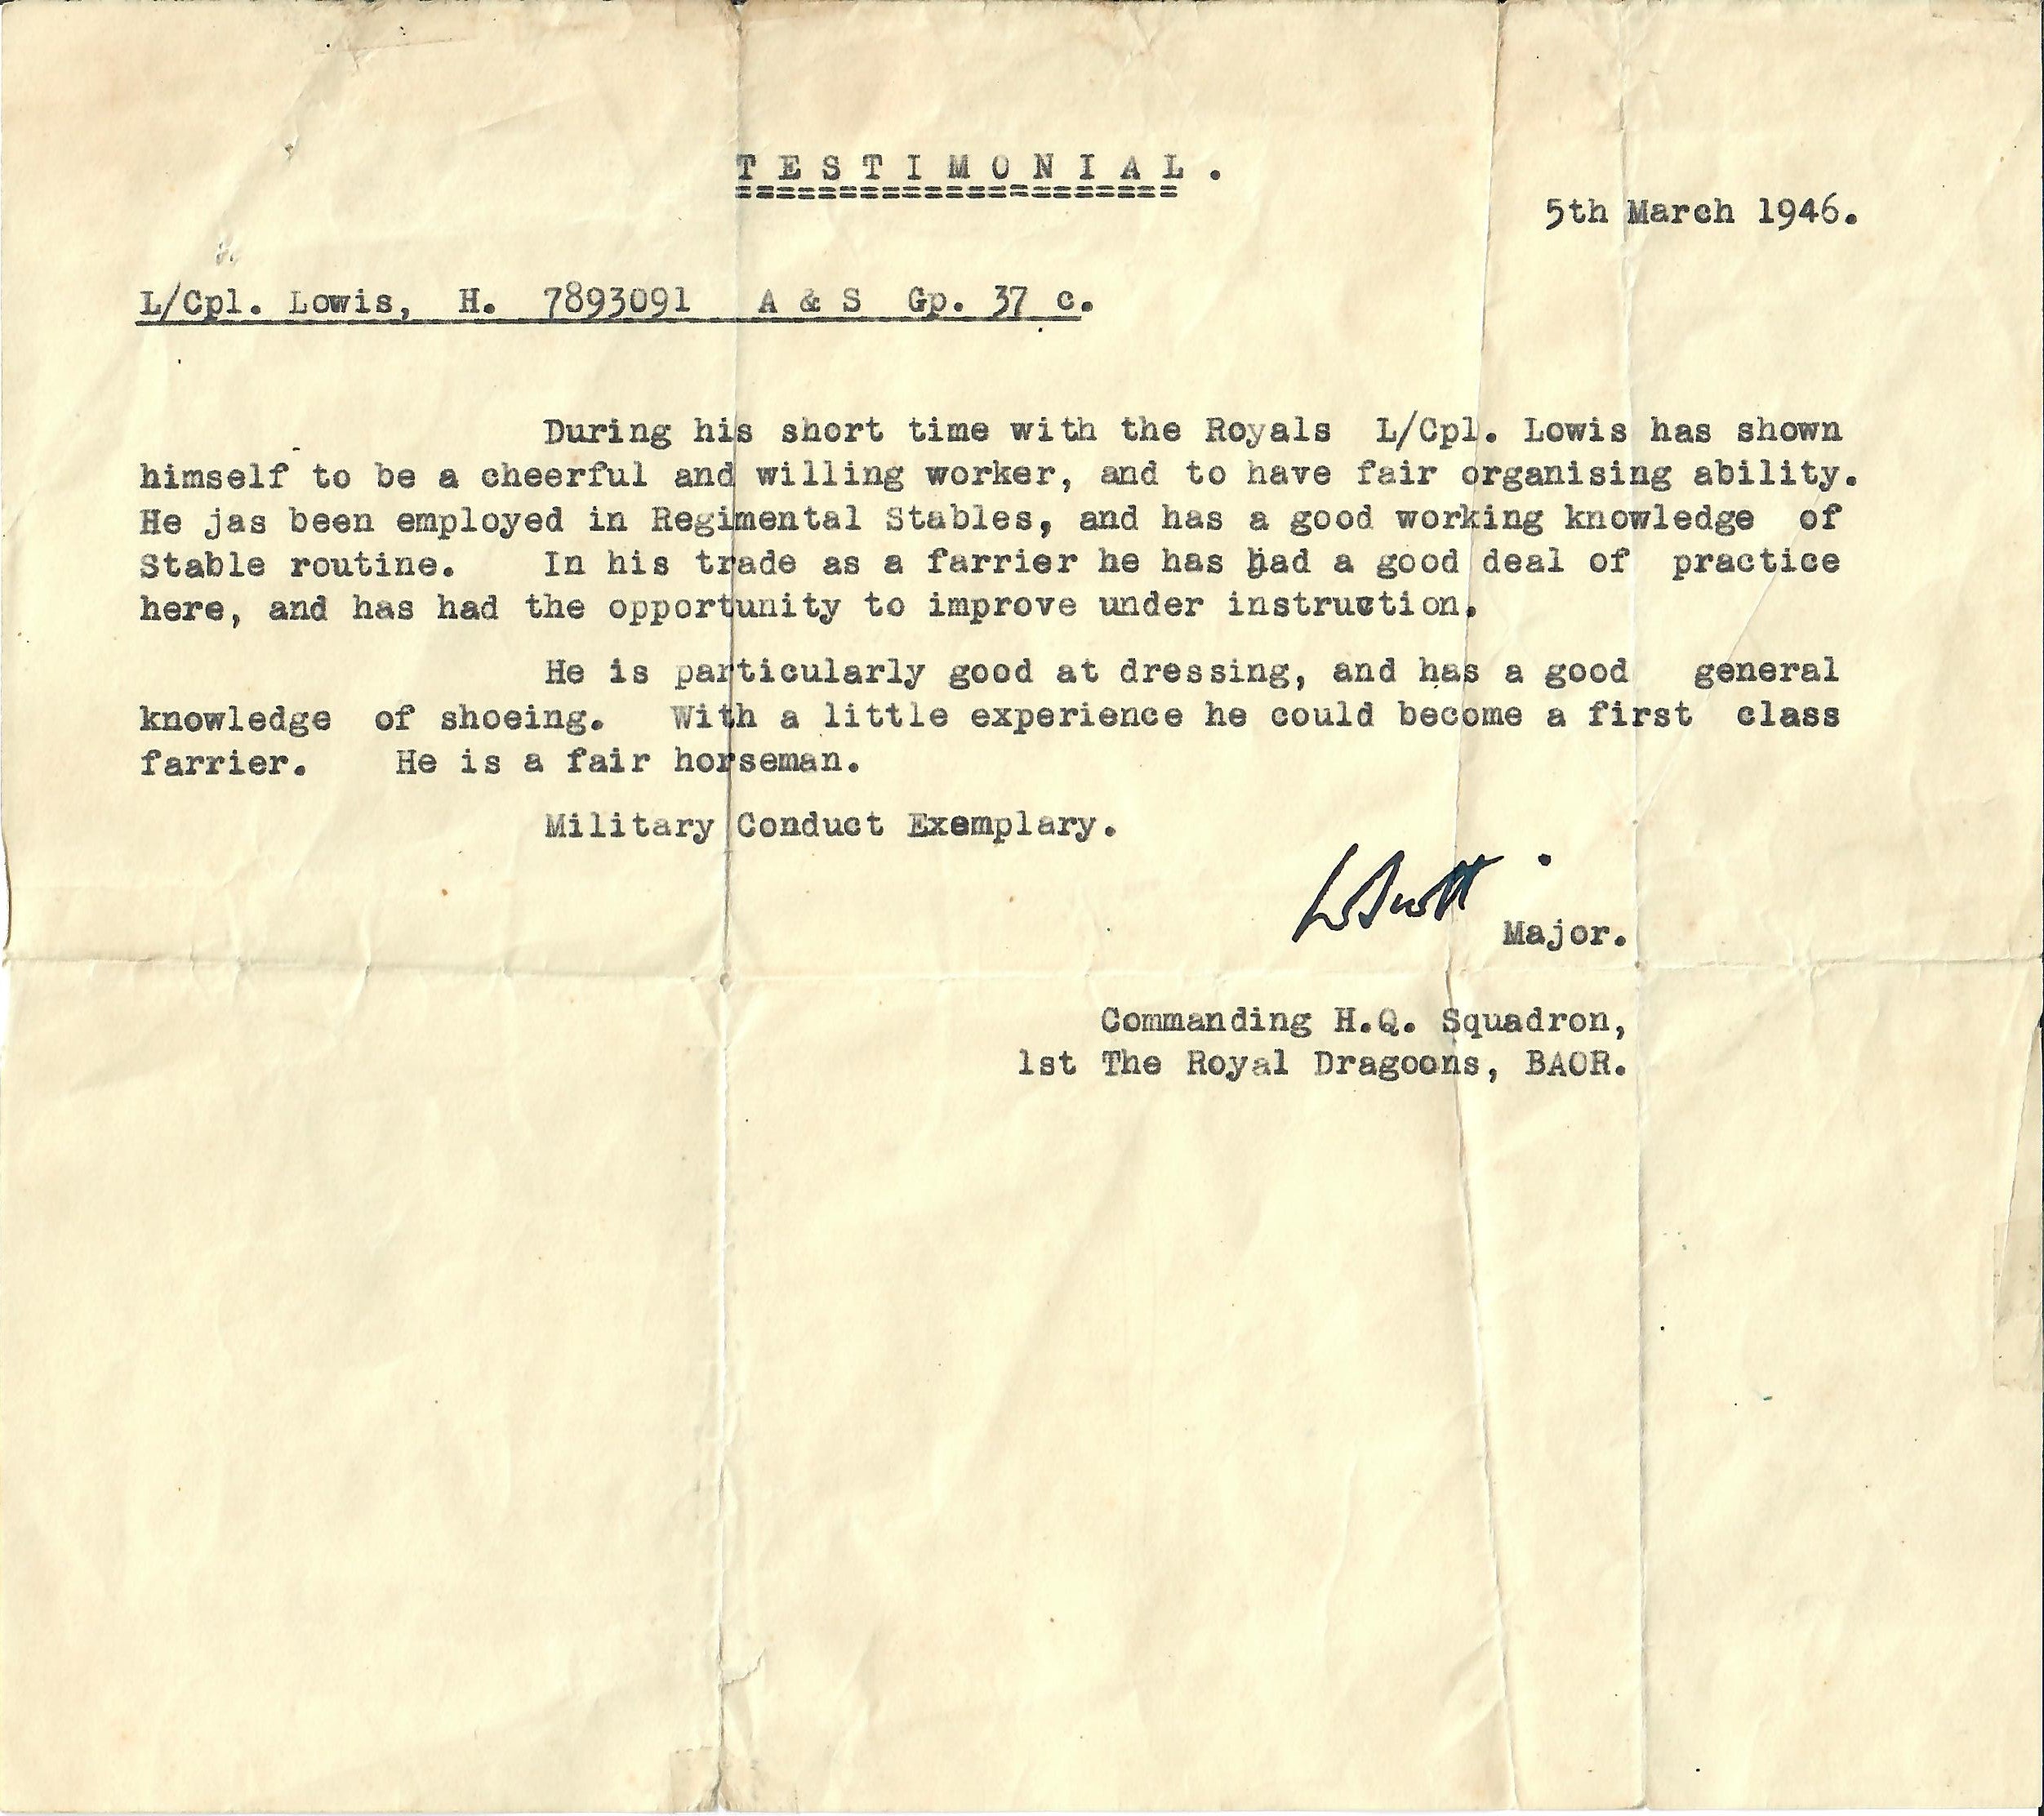 TESTIMONIAL.
5th March 1946.
L/Cpl. Lowis, H. 7893091 A & S Gp. 37 c.
During his short time with the Royals L/Cpl. Lowis has shown
himself to be a cheerful and willing worker, and to have fair organising ability.
He jas been employed in Regimental Stables, and has a good working knowledge of
Stable routine. In his trade as a farrier he has had a good deal of practice
here, and has had the opportunity to improve under instruction.
He is particularly good at dressing, and has a good general
knowledge of shoeing. With a little experience he could become a first class
farrier. He is a fair horseman.
Military Conduct Exemplary.
Major.
Commanding H.Q. Squadron,
1st The Royal Dragoons, BAOR.